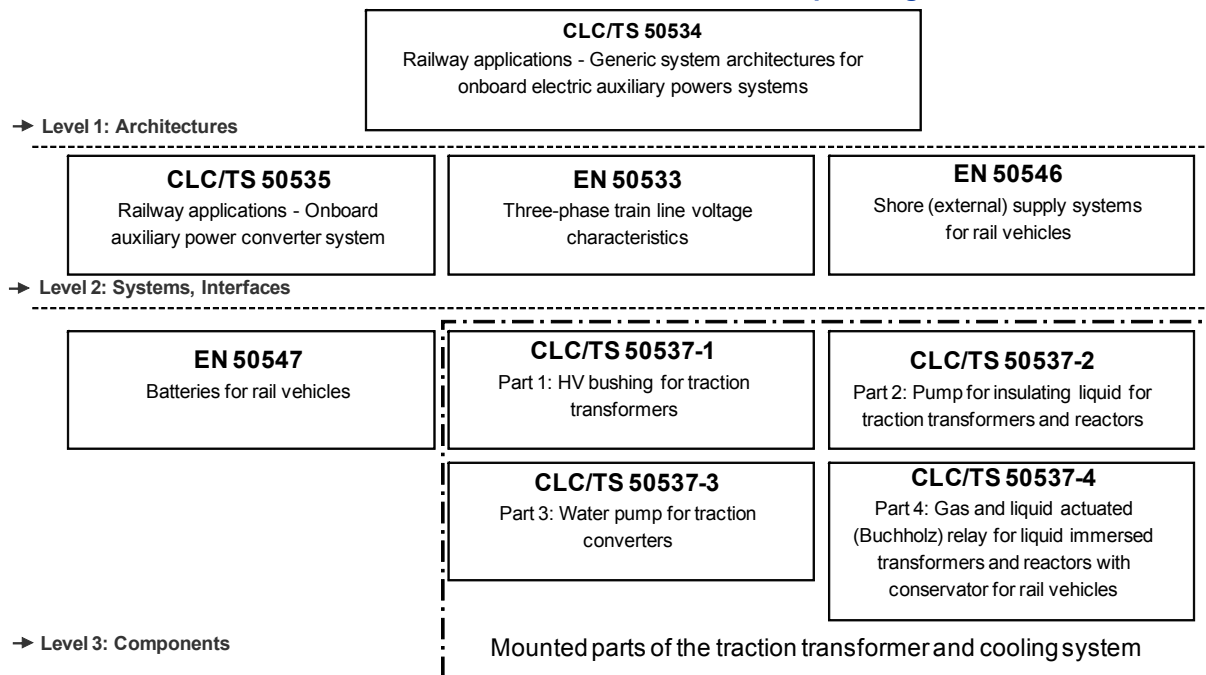 CLC/TS 50534
Railway applications - Generic system architectures for
onboard electric auxiliary powers systems
Level 1: Architectures
CLC/TS 50535
Railway applications - Onboard
auxiliary power converter system
EN 50533
Three-phase train line voltage
characteristics
EN 50546
Shore (external) supply systems
for rail vehicles
Level 2: Systems, Interfaces
EN 50547
Batteries for rail vehicles
CLC/TS 50537-1
Part 1: HV bushing for traction
transformers
CLC/TS 50537-2
Part 2: Pump for insulating liquid for
traction transformers and reactors
CLC/TS 50537-3
Part 3: Water pump for traction
converters
CLC/TS 50537-4
Part 4: Gas and liquid actuated
(Buchholz) relay for liquid immersed
transformers and reactors with
conservator for rail vehicles
Level 3: Components
Mounted parts of the traction transformer and cooling system